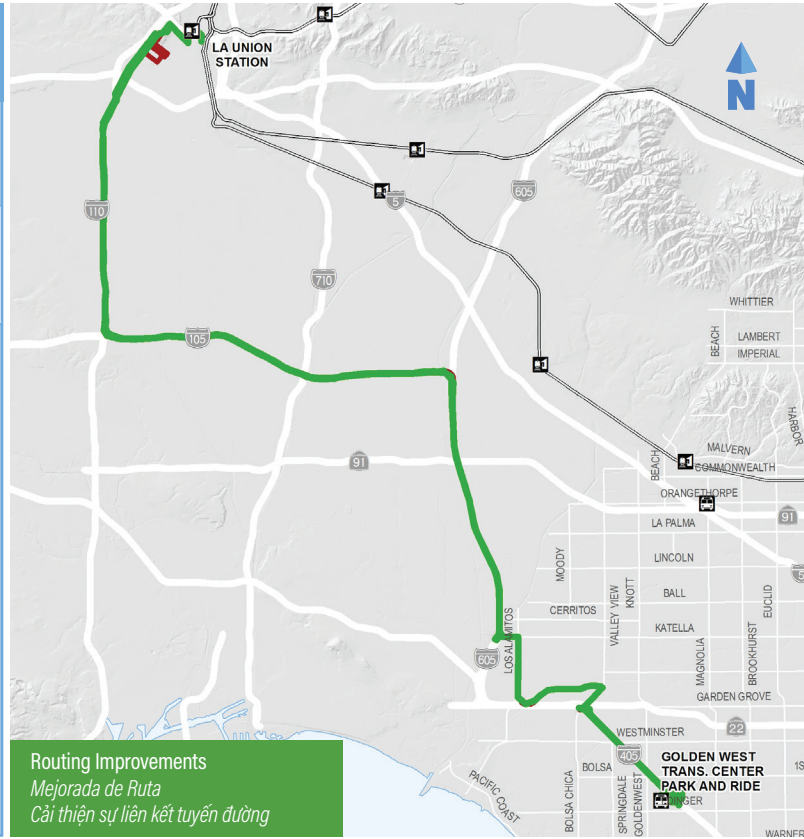 LA UNION
STATION
N
605
5
110
710
WHITTIER
BEACH
LAMBERT
IMPERIAL
105
HARBOR
MALVERN
COMMONWEALTH
BEACH
91
ORANGETHORPE
91
LA PALMA
LINCOLN
5
MOODY
BALL
KNOTT
VALLEY VIEW
EUCLID
CERRITOS
KATELLA
LOS ALAMITOS
605
MAGNOLIA
BROOKHURST
GARDEN GROVE
22
WESTMINSTER
405
GOLDEN WEST
TRANS. CENTER
PARK AND RIDE
BOLSA
PACIFIC COAST
BOLSA CHICA
SPRINGDALE
GOLDENWEST
WARNER
Routing Improvements
Mejorada de Ruta
Cải thiện sự liên kết tuyến đường